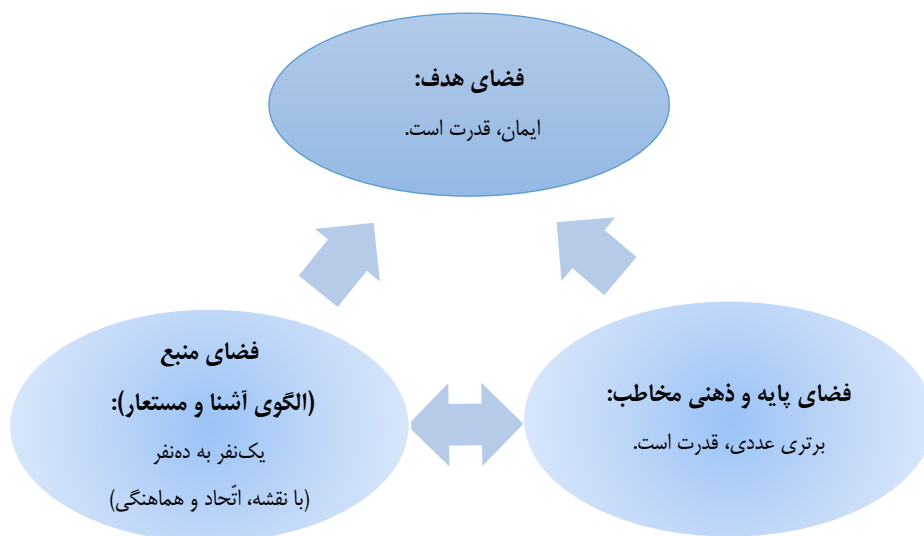 فضای هدف:
ایمان، قدرت است.
فضای پایه و ذهنی مخاطب:
برتری عددی، قدرت است.
فضای منبع
(الگوی آشنا و مستعار):
یک‌نفر به ده‌نفر
(با نقشه، اتّحاد و هماهنگی)